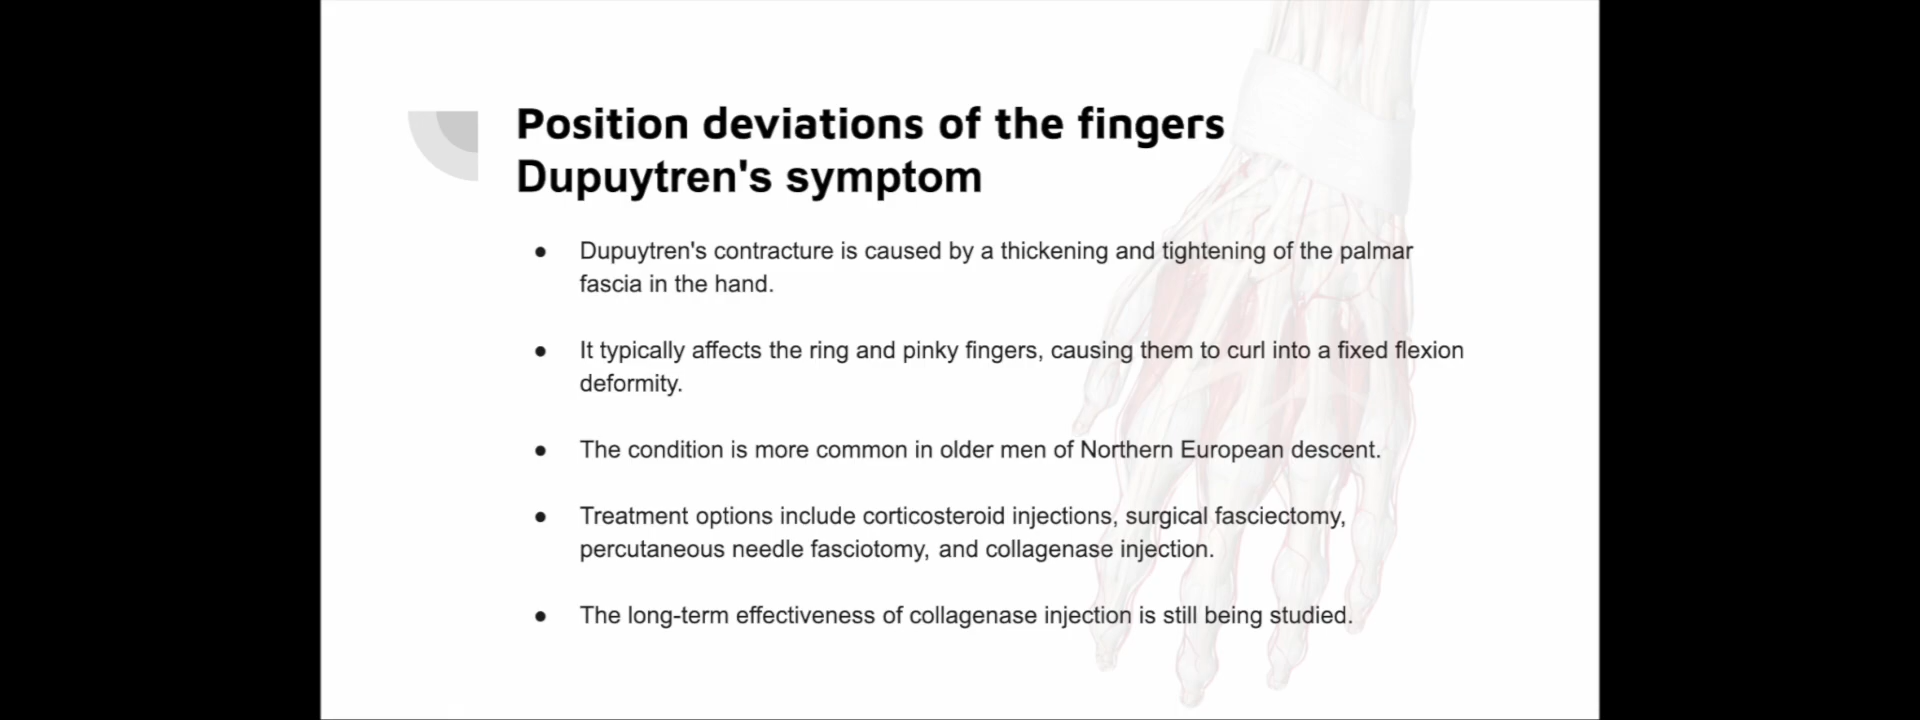 Position deviations of the fingers
Dupuytren's symptom
● Dupuytren's contracture is caused by a thickening and tightening of the palmar
fascia in the hand.
● It typically affects the ring and pinky fingers, causing them to curl into a fixed flexion
deformity.
● The condition is more common in older men of Northern European descent.
● Treatment options include corticosteroid injections, surgical fasciectomy,
percutaneous needle fasciotomy, and collagenase injection.
● The long-term effectiveness of collagenase injection is still being studied.